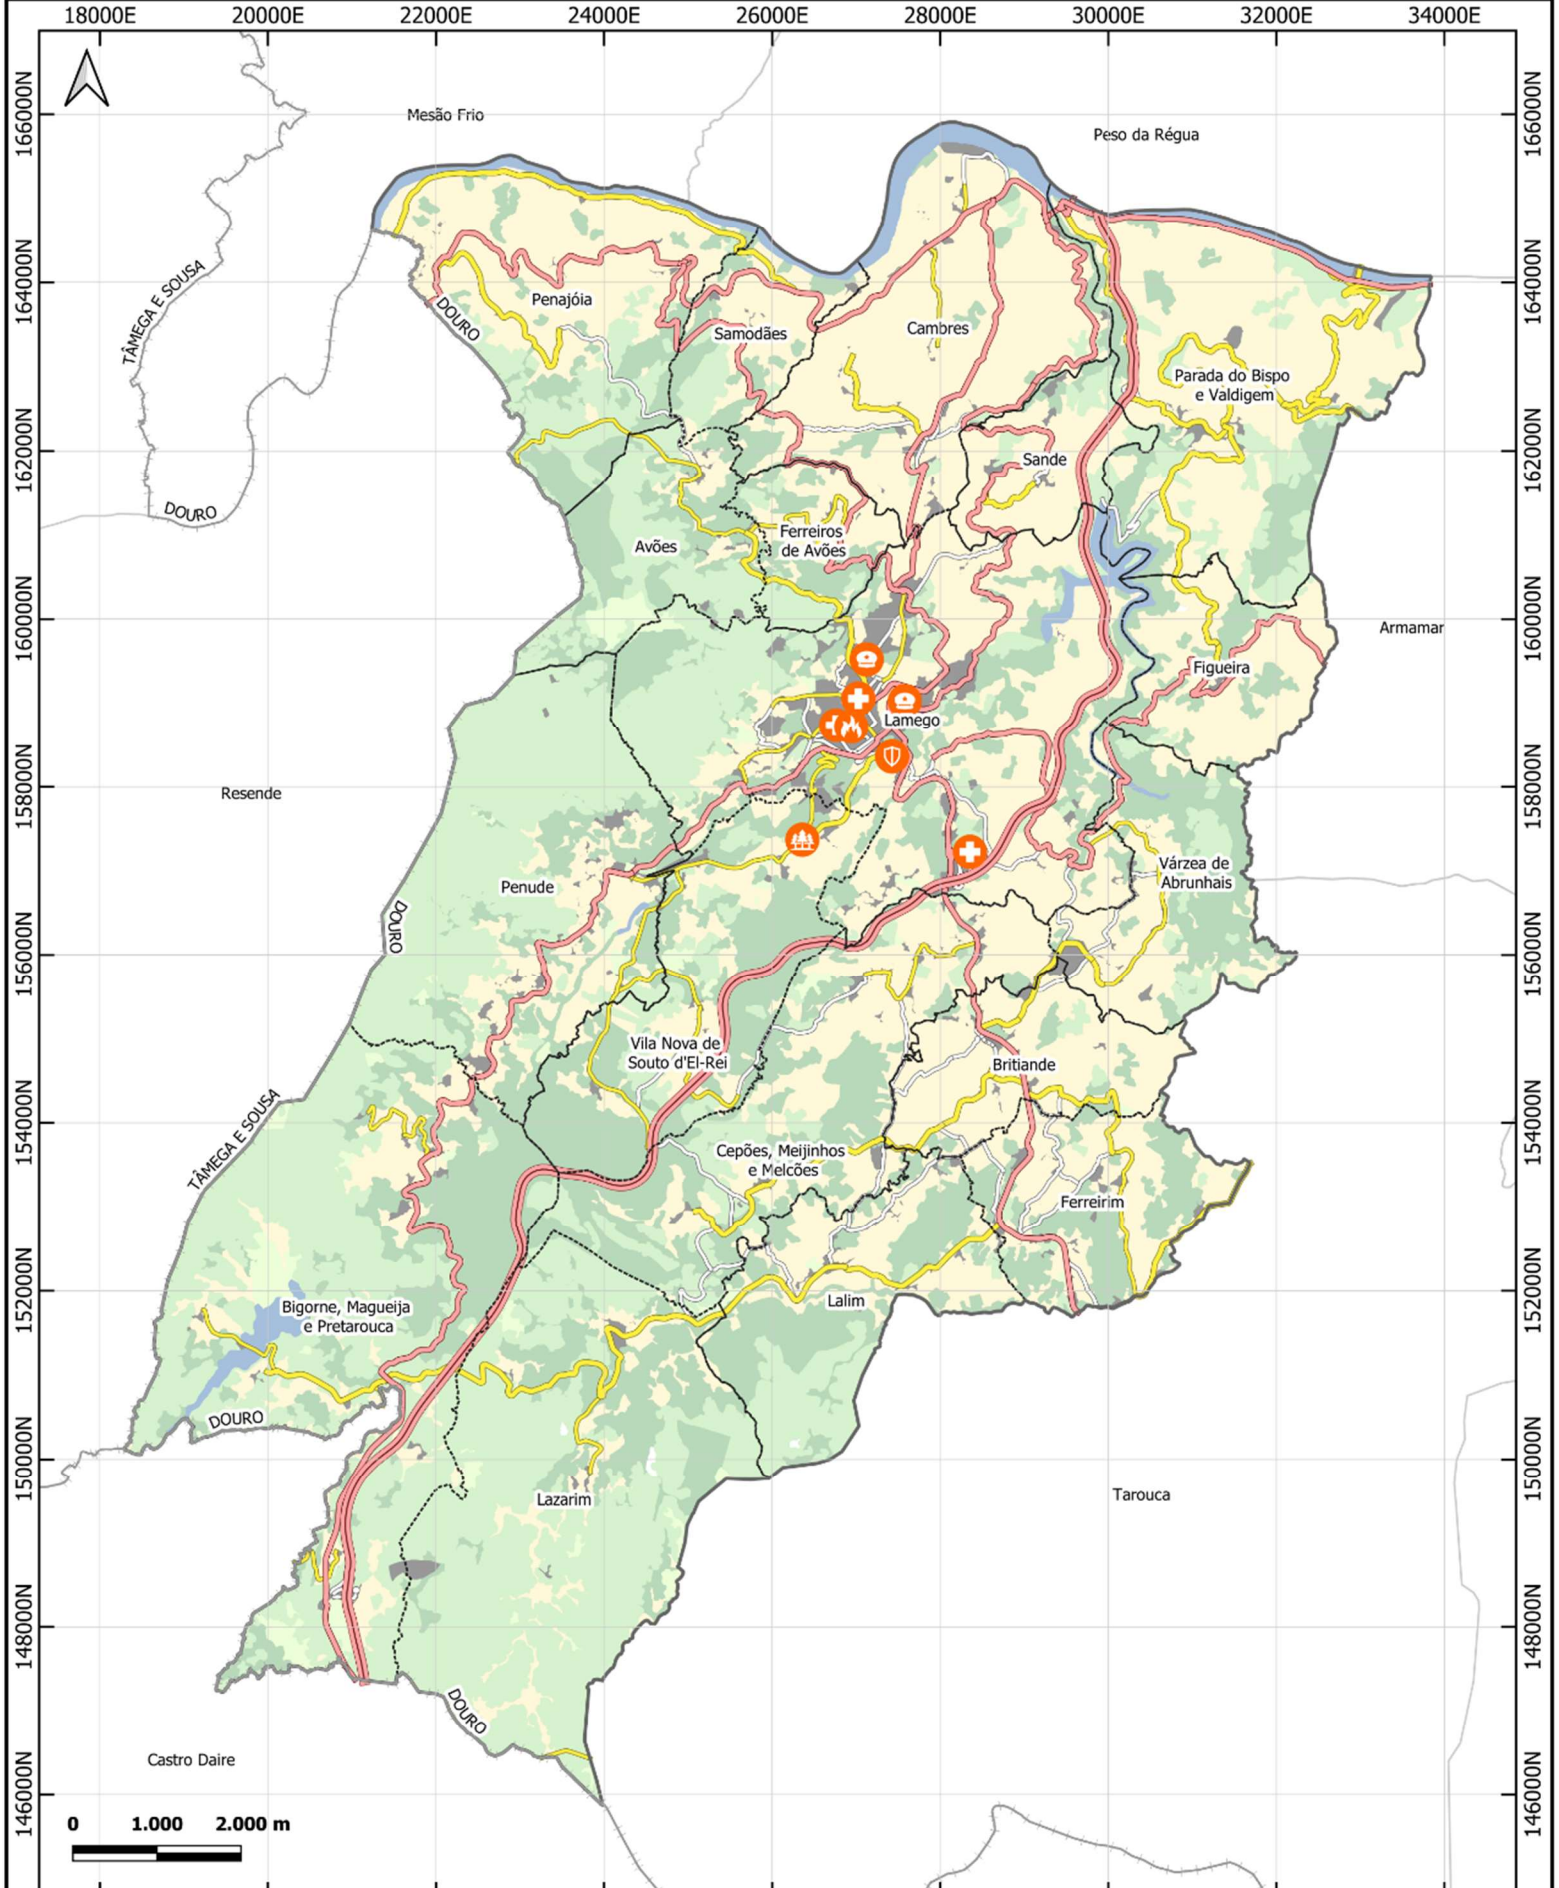 18000E 20000E 22000E 24000E 26000E 28000E 30000E 32000E 34000E
166000N
166000N
Mesão Frio
Peso da Régua
TÂMEGA E SOUSA
164000N
164000N
Penajóia
DOURO
Samodães
Cambres
Parada do Bispo
e Valdigem
162000N
162000N
Sande
DOURO
Ferreiros
de Avões
Avões
160000N
160000N
Armamar
Figueira
Lamego
Resende
158000N
158000N
Várzea de
Abrunhais
Penude
DOURO
156000N
156000N
Vila Nova de
Souto d'El-Rei
Britiande
154000N
154000N
TÂMEGA E SOUSA
Cepões, Meijinhos
e Melcões
Ferreirim
152000N
152000N
Lalim
Bigorne, Magueija
e Pretarouca
DOURO
150000N
150000N
Lazarim
Tarouca
148000N
148000N
DOURO
Castro Daire
146000N
146000N
0 1.000 2.000 m